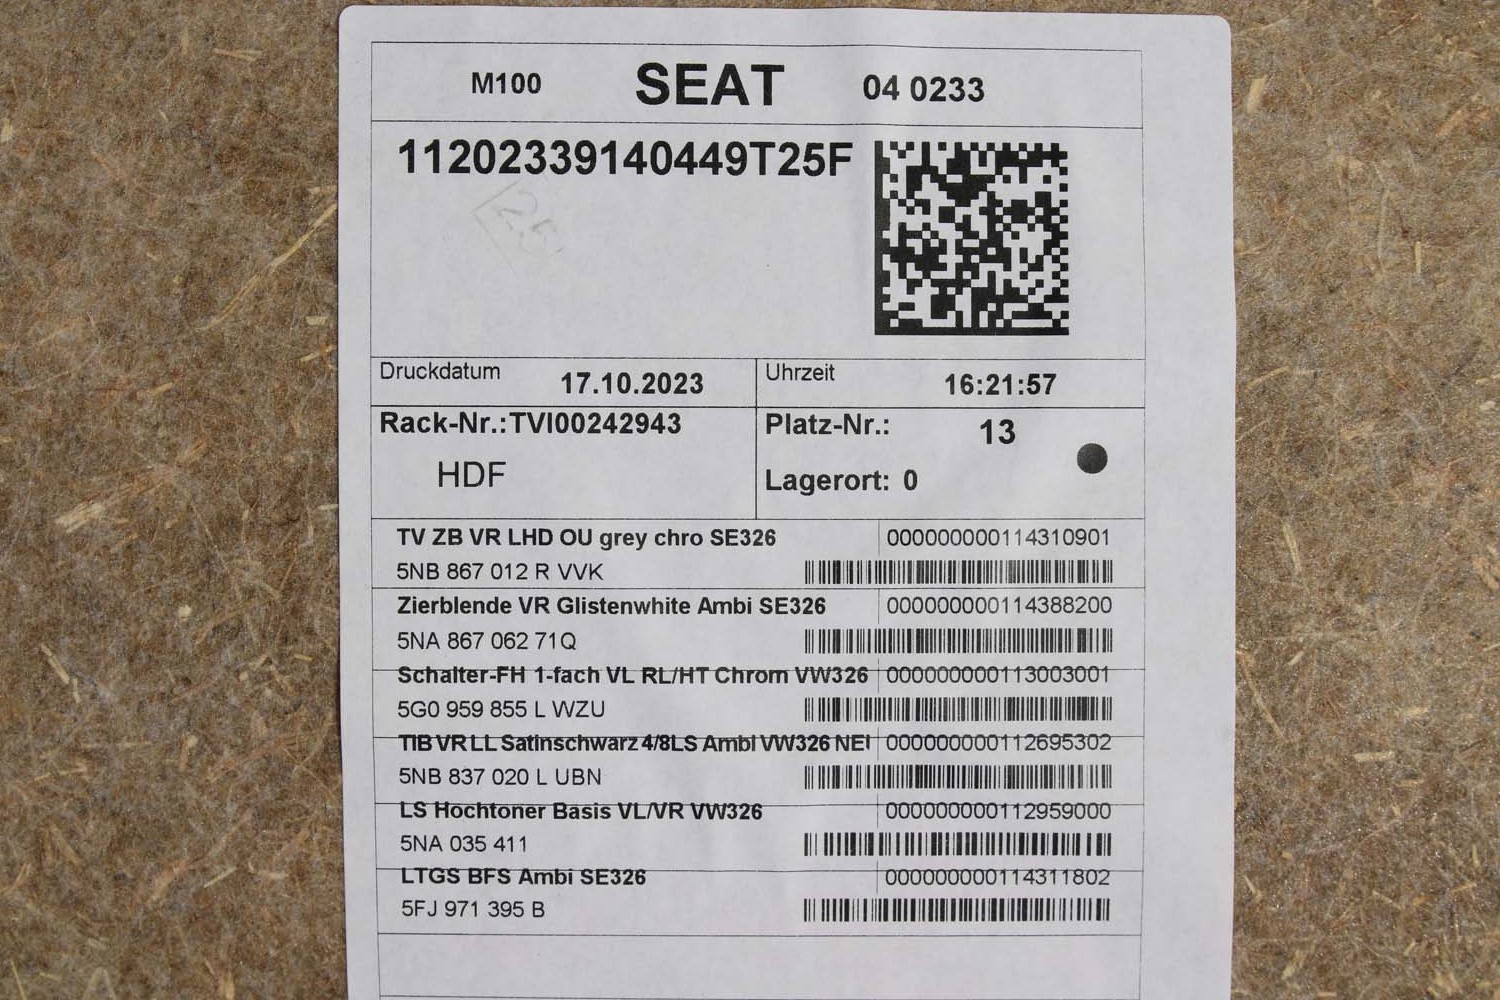 M100 SEAT 04 0233
11202339140449T25F
25
Druckdatum 17.10.2023 Uhrzeit 16:21:57
Rack-Nr.:TVI00242943 Platz-Nr.: 13
HDF
Lagerort: 0
TV ZB VR LHD OU grey chro SE326 000000000114310901
5NB 867 012 R VVK
Zierblende VR Glistenwhite Ambi SE326 000000000114388200
5NA 867 062 71Q
Schalter-FH 1-fach VL RL/HT Chrom VW326 000000000113003001
5G0 959 855 L WZU
TIB VR LL Satinschwarz 4/8LS Ambi VW326 NEI 000000000112695302
5NB 837 020 L UBN
LS Hochtoner Basis VL/VR VW326 000000000112959000
5NA 035 411
LTGS BFS Ambi SE326 000000000114311802
5FJ 971 395 B